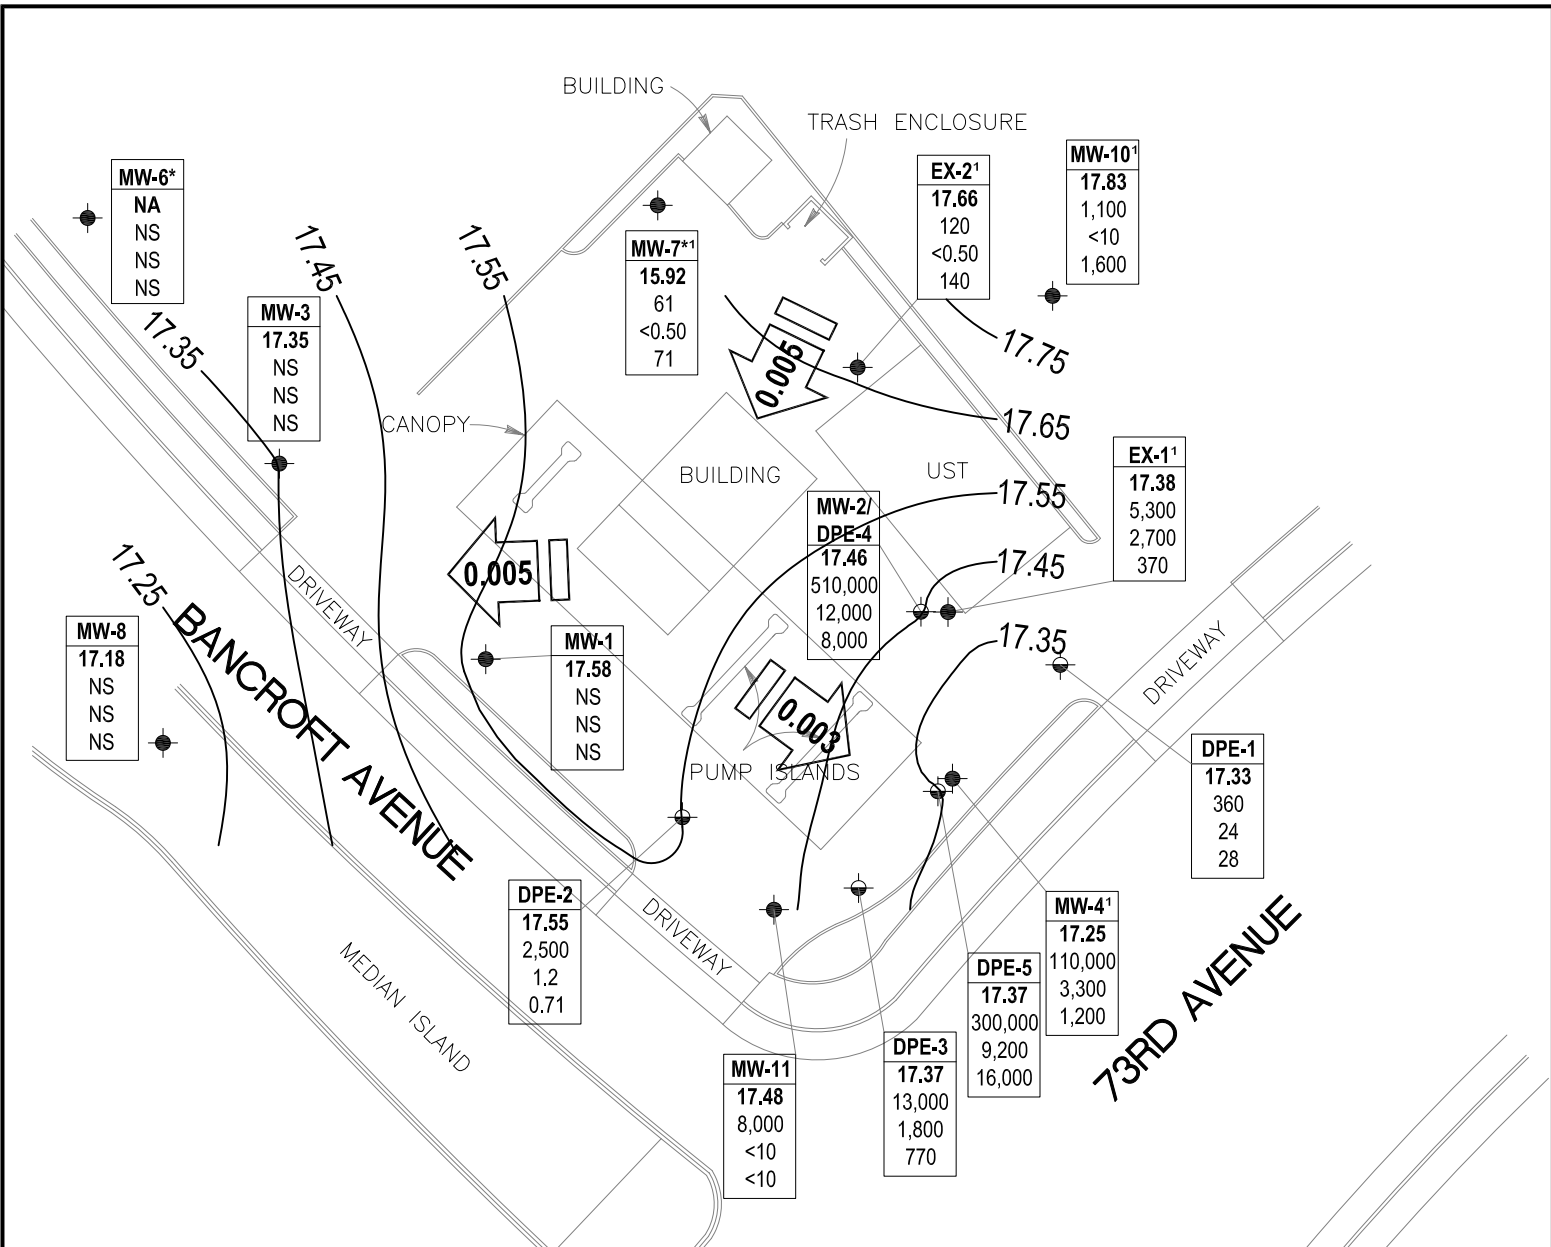 BUILDING
TRASH ENCLOSURE
MW-6*
NA
NS
NS
NS
MW-7*¹
15.92
61
<0.50
71
EX-2¹
17.66
120
<0.50
140
MW-10¹
17.83
1,100
<10
1,600
17.35
17.45
17.55
MW-3
17.35
NS
NS
NS
0.005
17.75
17.65
17.55
17.45
17.35
CANOPY
BUILDING
UST
EX-1¹
17.38
5,300
2,700
370
MW-2/
DPE-4
17.46
510,000
12,000
8,000
0.005
17.25
DRIVEWAY
BANCROFT AVENUE
MW-8
17.18
NS
NS
NS
MW-1
17.58
NS
NS
NS
0.003
PUMP ISLANDS
DRIVEWAY
DPE-1
17.33
360
24
28
DPE-2
17.55
2,500
1.2
0.71
DRIVEWAY
MEDIAN ISLAND
MW-4¹
17.25
110,000
3,300
1,200
DPE-5
17.37
300,000
9,200
16,000
DPE-3
17.37
13,000
1,800
770
MW-11
17.48
8,000
<10
<10
73RD AVENUE